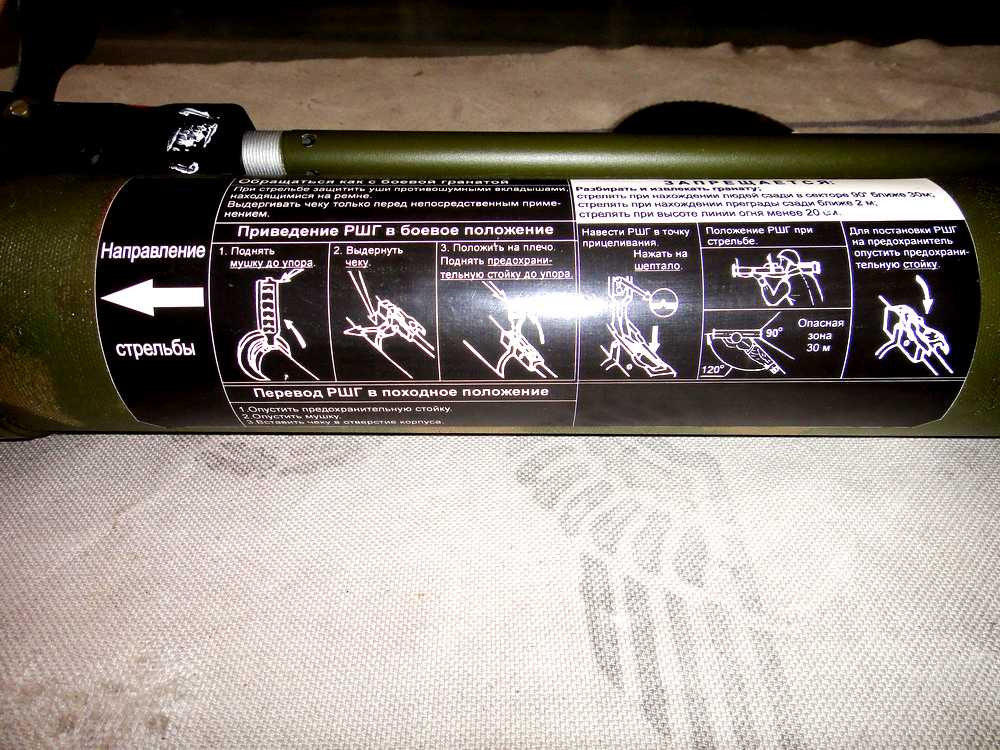 Обращаться как с боевой гранатой
При стрельбе защитить уши противошумными вкладышами,
находящимися на ремне.
Выдергивать чеку только перед непосредственным приме-
нением.
ЗАПРЕЩАЕТСЯ:
Разбирать и извлекать гранату;
стрелять при нахождении людей сзади в секторе 90° ближе 30м;
стрелять при нахождении преграды сзади ближе 2 м;
стрелять при высоте линии огня менее 20 см.
Направление
стрельбы
Приведение РШГ в боевое положение
1. Поднять
мушку до упора.
2. Выдернуть
чеку.
3. Положить на плечо.
Поднять предохрани-
тельную стойку до упора.
Навести РШГ в точку
прицеливания.
Нажать на
шептало.
Положение РШГ при
стрельбе.
90°
120°
Опасная
зона
30 м
Для постановки РШГ
на предохранитель
опустить предохрани-
тельную стойку.
Перевод РШГ в походное положение
1.Опустить предохранительную стойку.
2.Опустить мушку.
3.Вставить чеку в отверстие корпуса.